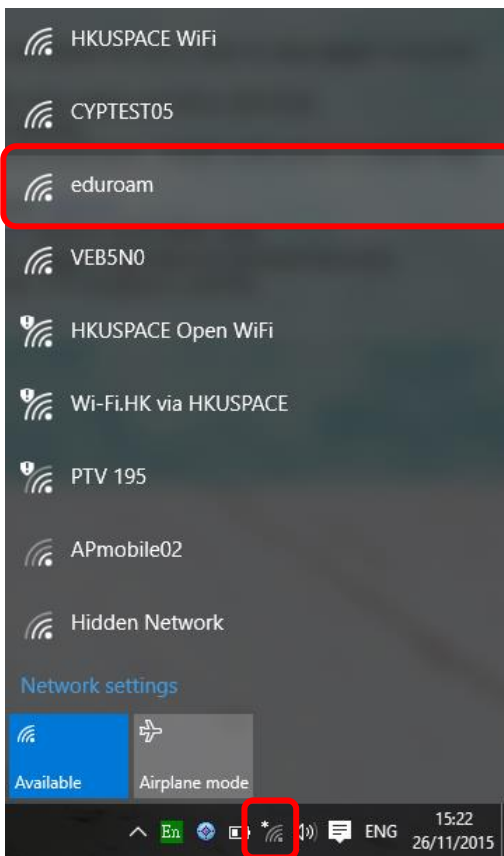 HKUSPACE WiFi
CYPTEST05
eduroam
VEB5N0
HKUSPACE Open WiFi
Wi-Fi.HK via HKUSPACE
PTV 195
APmobile02
Hidden Network
Network settings
Available
Airplane mode
En
ENG
15:22
26/11/2015